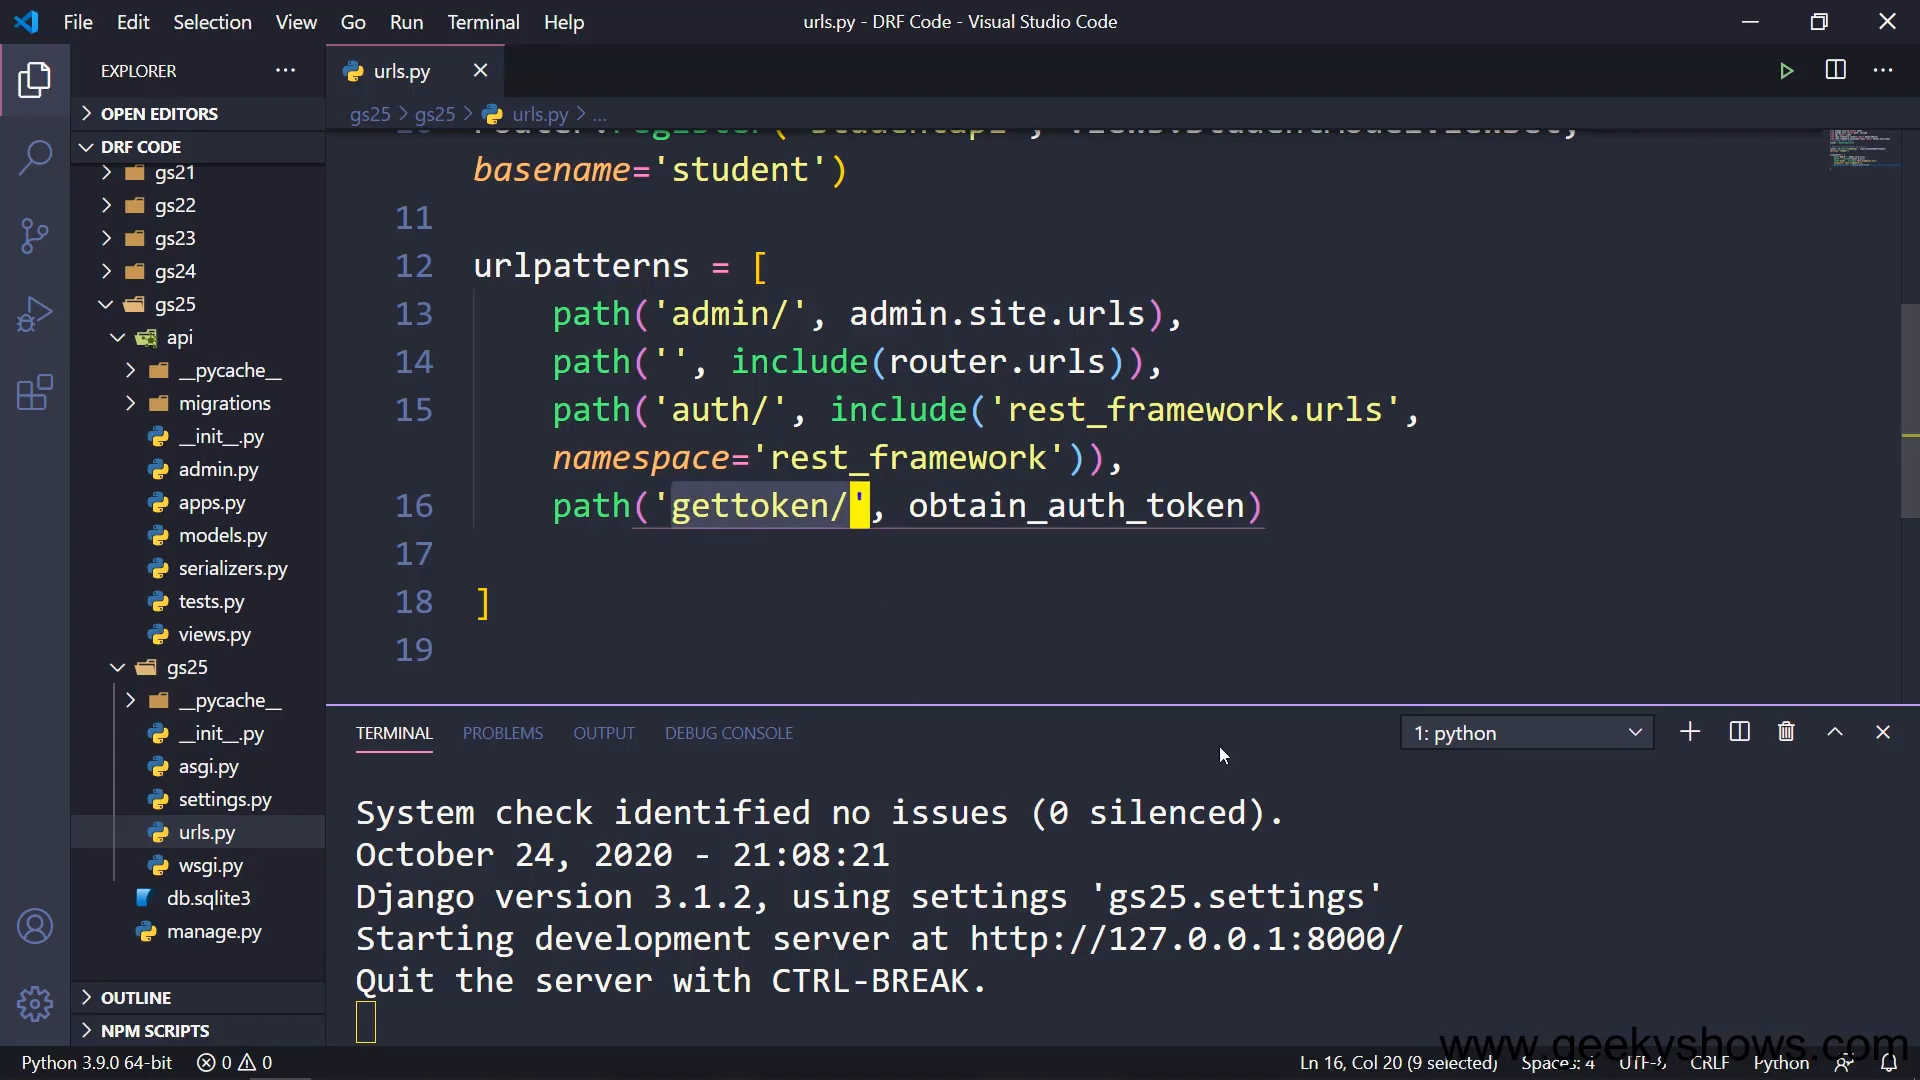 File Edit Selection View Go Run Terminal Help
urls.py - DRF Code - Visual Studio Code
EXPLORER
OPEN EDITORS
DRF CODE
gs21
gs22
gs23
gs24
gs25
api
__pycache__
migrations
__init__.py
admin.py
apps.py
models.py
serializers.py
tests.py
views.py
gs25
__pycache__
__init__.py
asgi.py
settings.py
urls.py
wsgi.py
db.sqlite3
manage.py
OUTLINE
NPM SCRIPTS
urls.py
gs25 > gs25 > urls.py > ...
basename='student')
11
12 urlpatterns = [
13 path('admin/', admin.site.urls),
14 path('', include(router.urls)),
15 path('auth/', include('rest_framework.urls',
namespace='rest_framework')),
16 path('gettoken/', obtain_auth_token)
17
18 ]
19
TERMINAL PROBLEMS OUTPUT DEBUG CONSOLE
1: python
System check identified no issues (0 silenced).
October 24, 2020 - 21:08:21
Django version 3.1.2, using settings 'gs25.settings'
Starting development server at http://127.0.0.1:8000/
Quit the server with CTRL-BREAK.
www.geekyshows.com
Python 3.9.0 64-bit 0 0
Ln 16, Col 20 (9 selected) Spaces: 4 UTF-8 CRLF Python